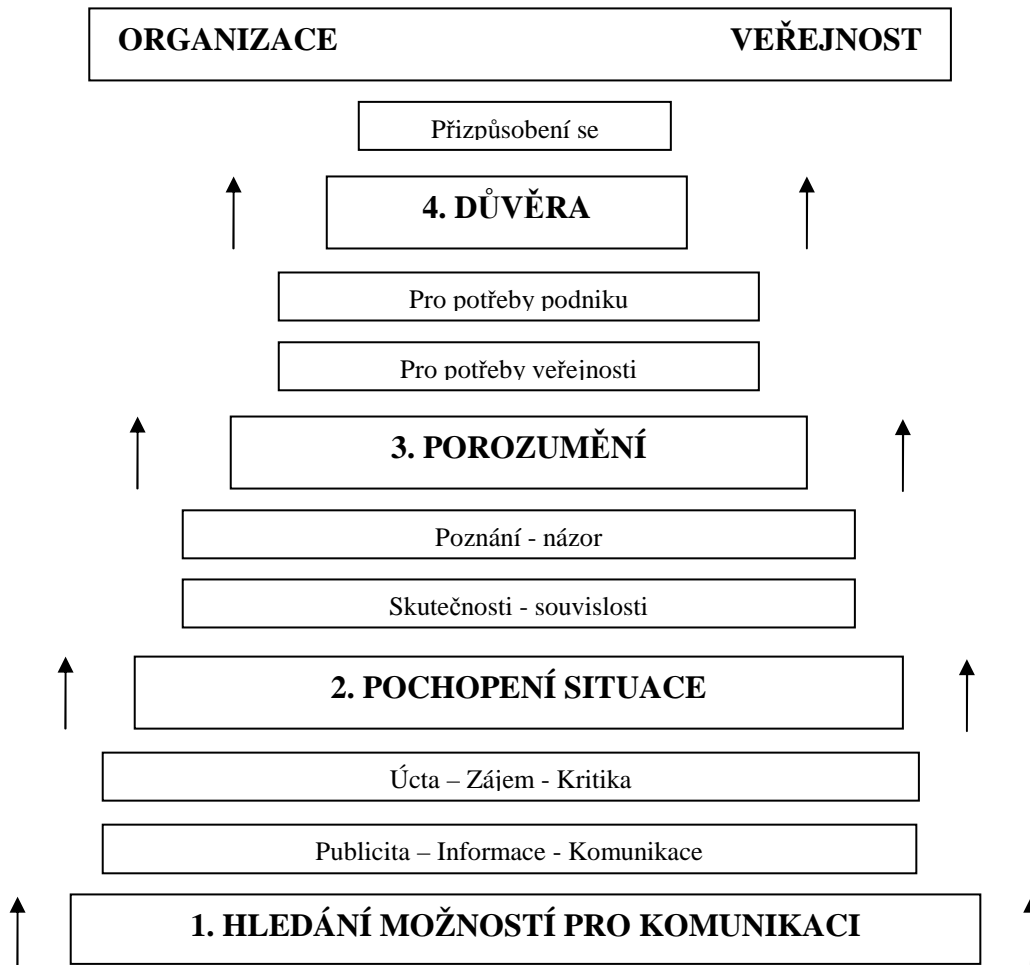 ORGANIZACE VEŘEJNOST
Přizpůsobení se
4. DŮVĚRA
Pro potřeby podniku
Pro potřeby veřejnosti
3. POROZUMĚNÍ
Poznání - názor
Skutečnosti - souvislosti
2. POCHOPENÍ SITUACE
Úcta – Zájem - Kritika
Publicita – Informace - Komunikace
1. HLEDÁNÍ MOŽNOSTÍ PRO KOMUNIKACI